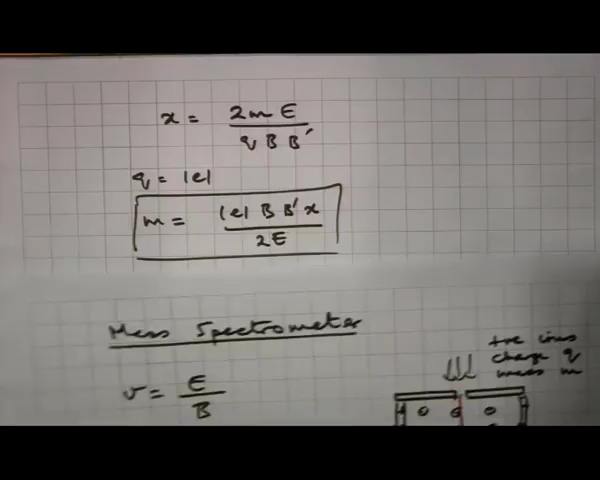 x = 2mE / qBB'
q = |e|
m = |e| B B' x / 2E
Mass Spectrometer
+ve ions
charge q
mass m
v = E / B